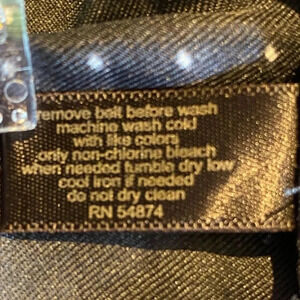 remove belt before wash
machine wash cold
with like colors
only non-chlorine bleach
when needed tumble dry low
cool iron if needed
do not dry clean
RN 54874